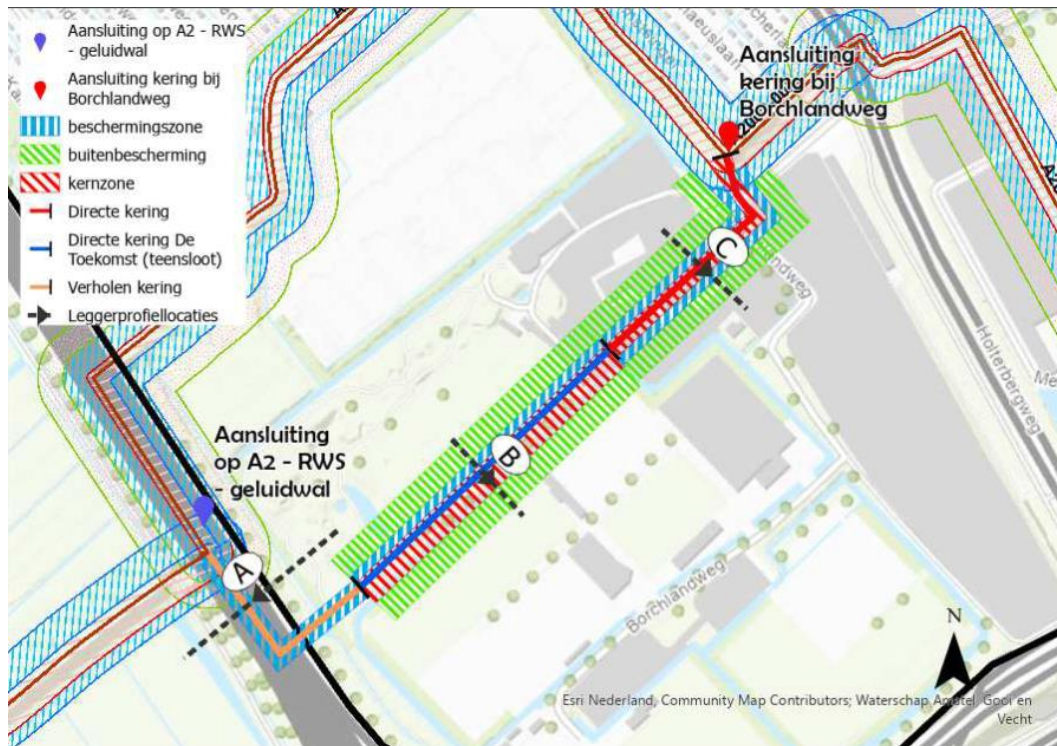 Aansluiting op A2 - RWS
- geluidwal
Aansluiting kering bij
Borchlandweg
beschermingszone
buitenbescherming
kernzone
Directe kering
Directe kering De
Toekomst (teensloot)
Verholen kering
Leggerprofiellocaties
Aansluiting
kering bij
Borchlandweg
Aansluiting
op A2 - RWS
- geluidwal
A
B
C
Holterbergweg
Borchlandweg
N
Esri Nederland, Community Map Contributors; Waterschap Amstel, Gooi en
Vecht